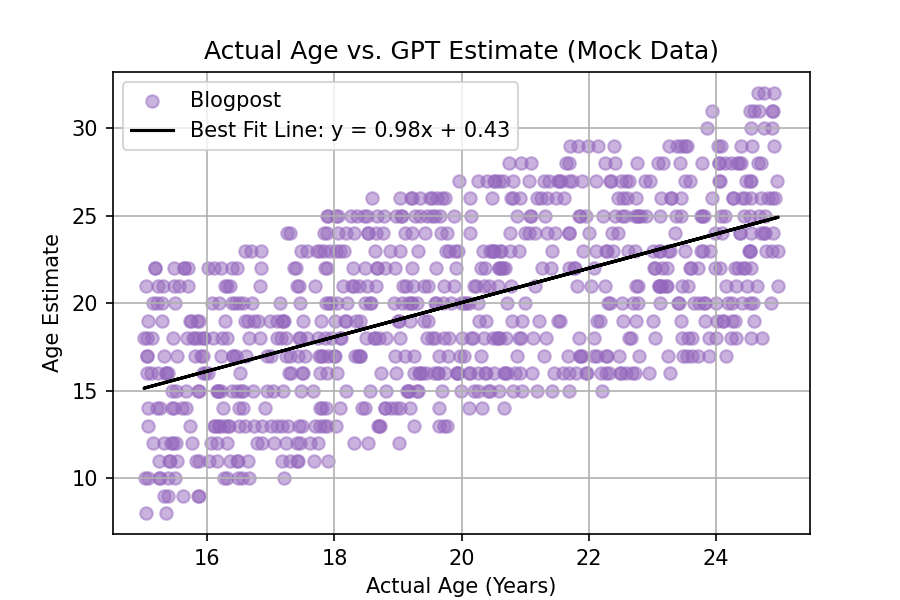 Actual Age vs. GPT Estimate (Mock Data)
Blogpost
Best Fit Line: y = 0.98x + 0.43
30
25
20
15
10
Age Estimate
16 18 20 22 24
Actual Age (Years)